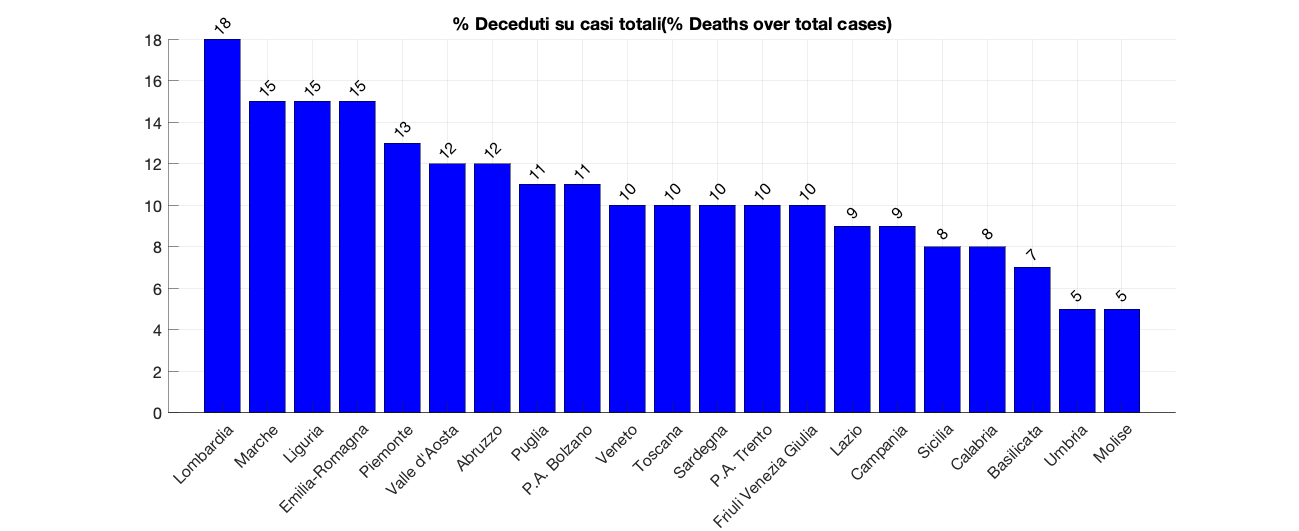 % Deceduti su casi totali(% Deaths over total cases)
18
16
14
12
10
8
6
4
2
0
18
15
15
15
13
12
12
11
11
10
10
10
10
10
9
9
8
8
7
5
5
Lombardia
Marche
Liguria
Emilia-Romagna
Piemonte
Valle d'Aosta
Abruzzo
Puglia
P.A. Bolzano
Veneto
Toscana
Sardegna
P.A. Trento
Friuli Venezia Giulia
Lazio
Campania
Sicilia
Calabria
Basilicata
Umbria
Molise